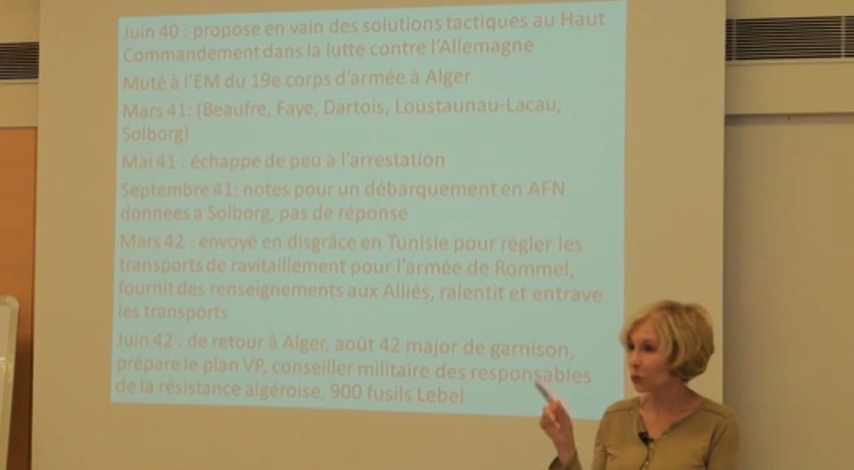 Juin 40 : propose en vain des solutions tactiques au Haut
Commandement dans la lutte contre l'Allemagne
Muté à l'EM du 19e corps d'armée à Alger
Mars 41: (Beaufre, Faye, Dartois, Loustaunau-Lacau,
Solborg)
Mai 41 : échappe de peu à l'arrestation
Septembre 41: notes pour un débarquement en AFN
donnees a Solborg, pas de réponse
Mars 42 : envoyé en disgrâce en Tunisie pour régler les
transports de ravitaillement pour l'armée de Rommel,
fournit des renseignements aux Alliés, ralentit et entrave
les transports
Juin 42 : de retour à Alger, août 42 major de garnison,
prépare le plan VP, conseiller militaire des responsables
de la résistance algéroise, 900 fusils Lebel